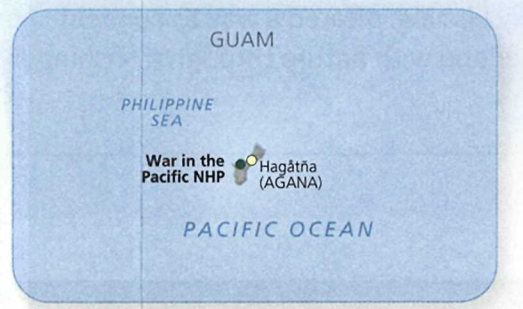 GUAM
PHILIPPINE
SEA
War in the
Pacific NHP
Hagåtña
(AGANA)
PACIFIC OCEAN